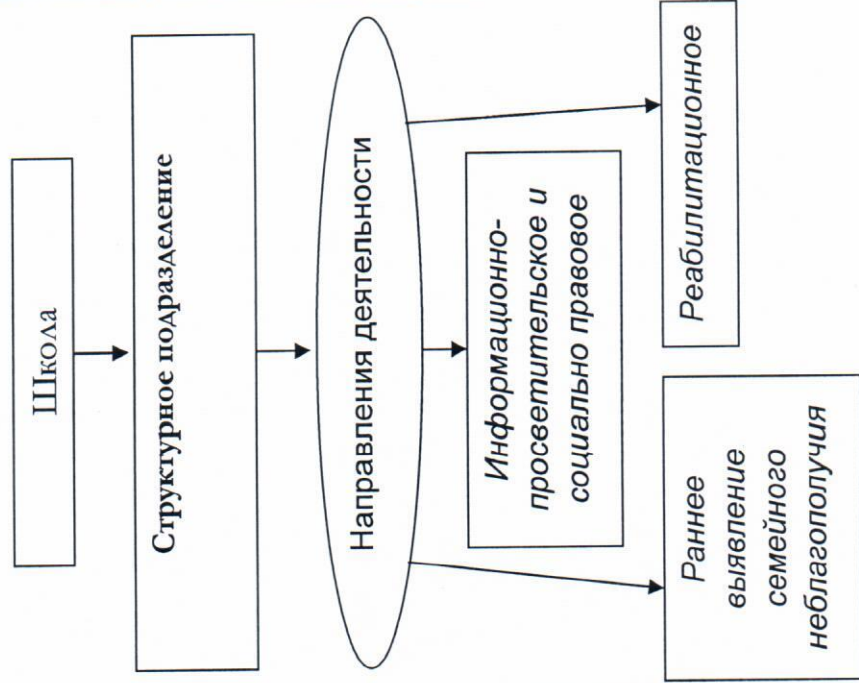 Школа
Структурное подразделение
Направления деятельности
Информационно-
просветительское и
социально правовое
Раннее
выявление
семейного
неблагополучия
Реабилитационное